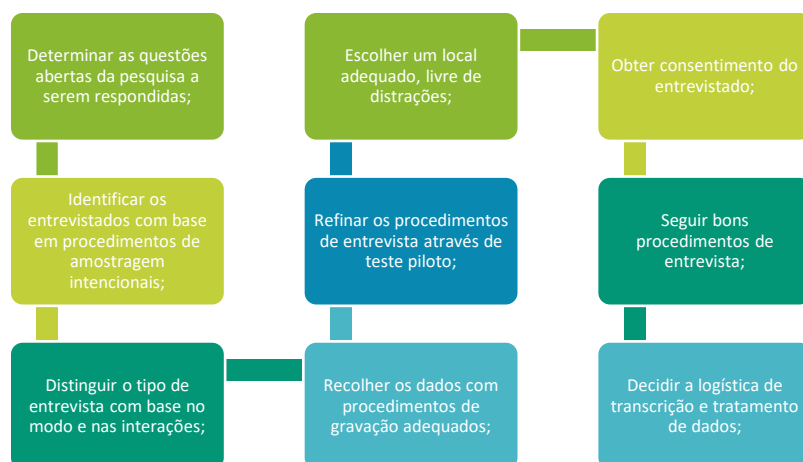 Determinar as questões
abertas da pesquisa a
serem respondidas;
Identificar os
entrevistados com base
em procedimentos de
amostragem
intencionais;
Distinguir o tipo de
entrevista com base no
modo e nas interações;
Recolher os dados com
procedimentos de
gravação adequados;
Refinar os procedimentos
de entrevista através de
teste piloto;
Escolher um local
adequado, livre de
distrações;
Obter consentimento do
entrevistado;
Seguir bons
procedimentos de
entrevista;
Decidir a logística de
transcrição e tratamento
de dados;